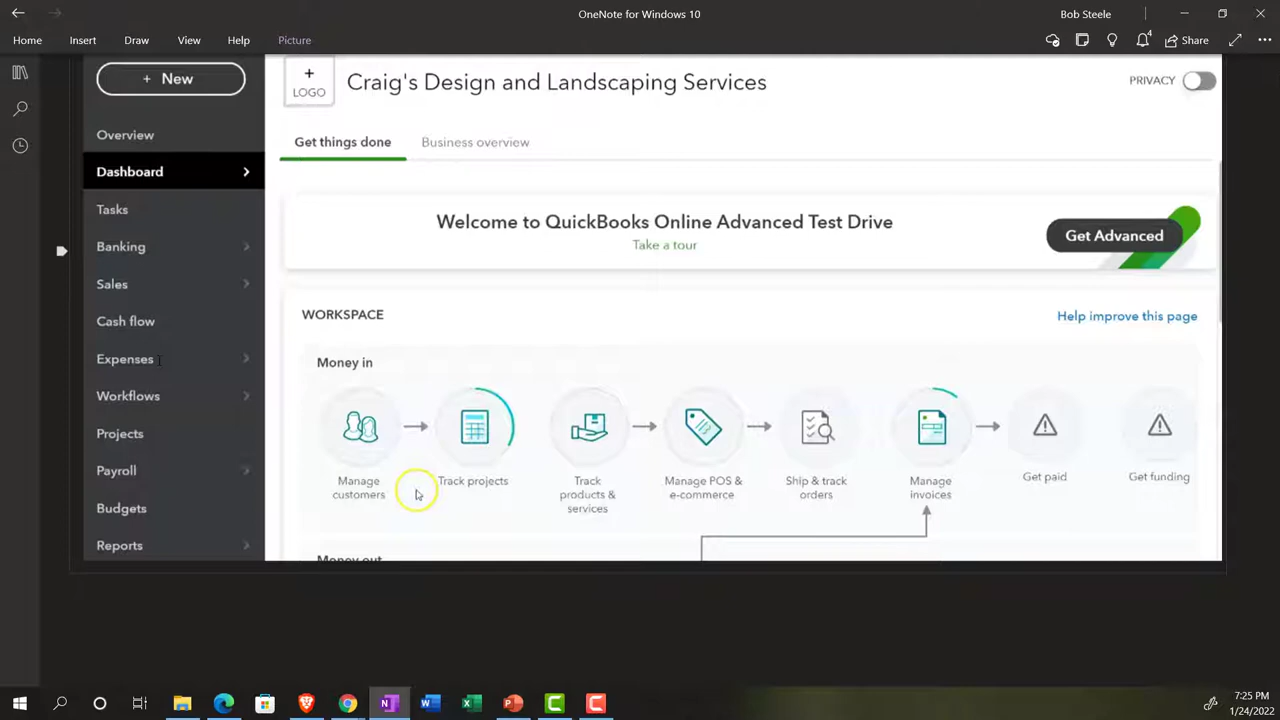 OneNote for Windows 10
Bob Steele
Home
Insert
Draw
View
Help
Picture
Share
+ New
+
LOGO
Craig's Design and Landscaping Services
PRIVACY
Overview
Dashboard
Tasks
Banking
Sales
Cash flow
Expenses
Workflows
Projects
Payroll
Budgets
Reports
Get things done
Business overview
Welcome to QuickBooks Online Advanced Test Drive
Take a tour
Get Advanced
WORKSPACE
Help improve this page
Money in
Manage
customers
Track projects
Track
products &
services
Manage POS &
e-commerce
Ship & track
orders
Manage
invoices
Get paid
Get funding
Money out
7:25 PM
1/24/2022